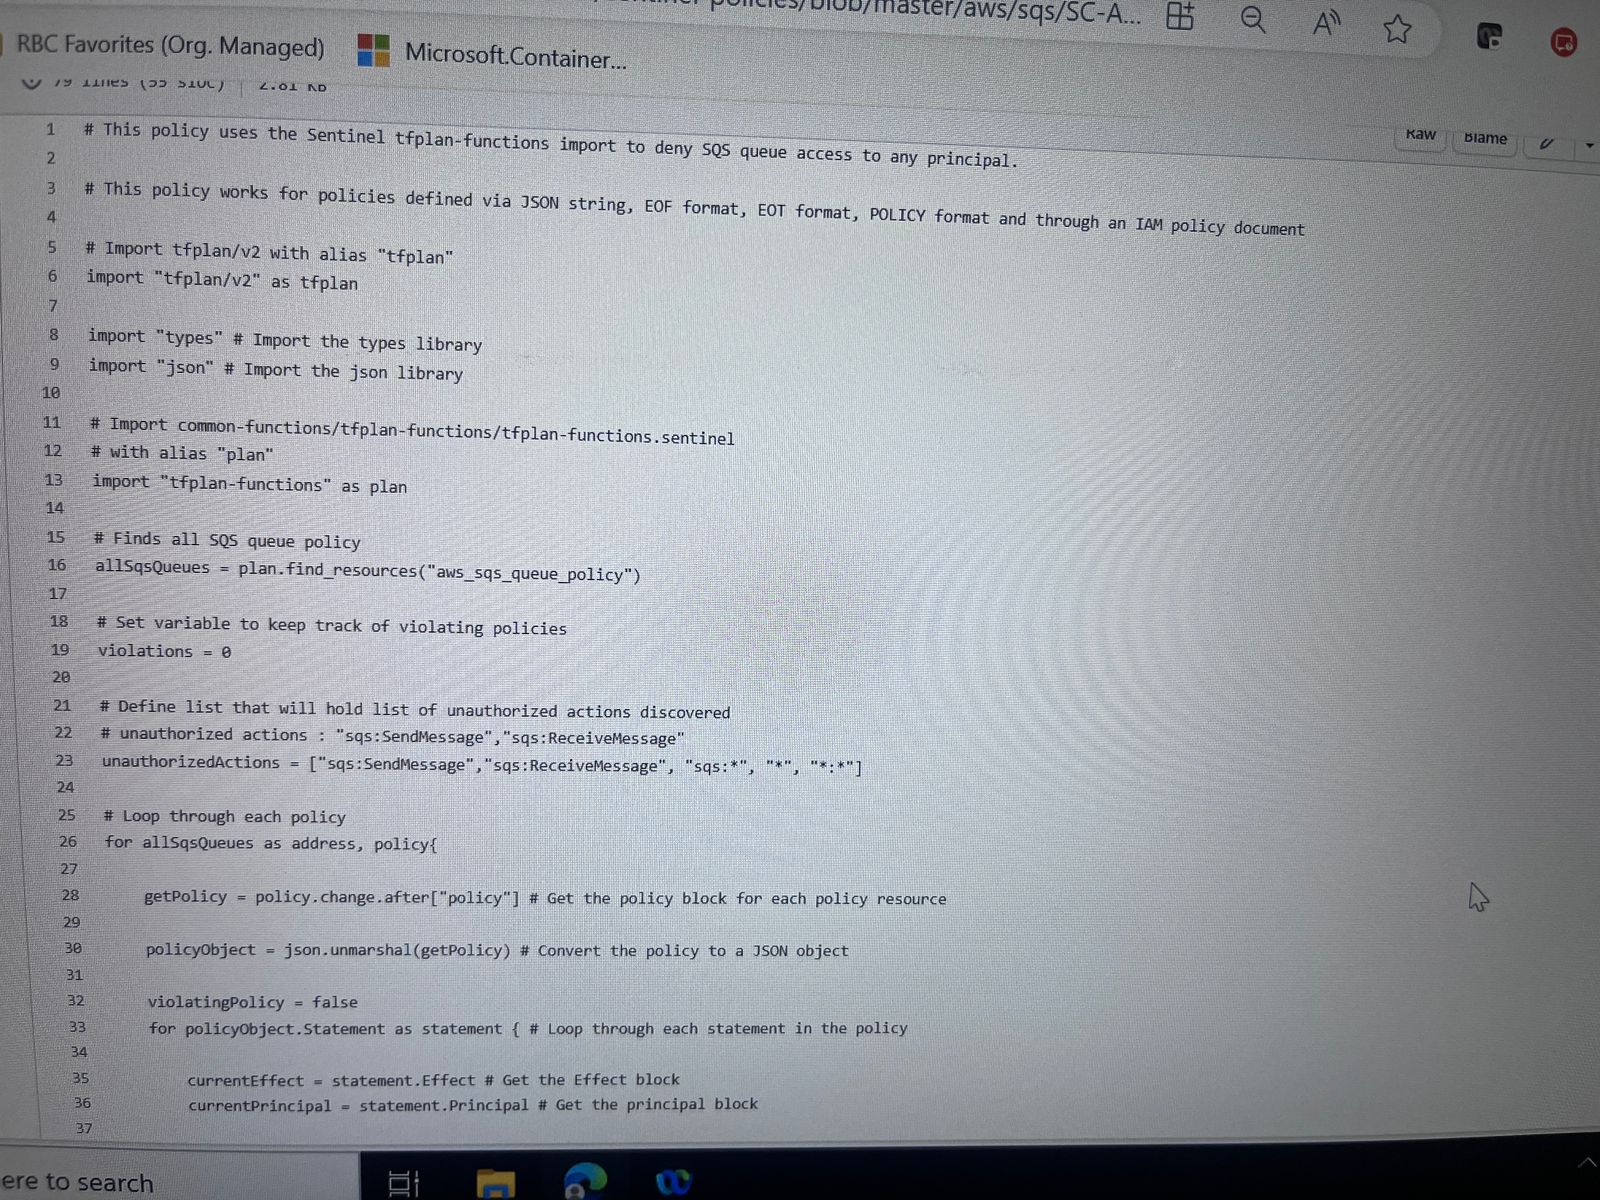 policies/blob/master/aws/sqs/SC-A...
RBC Favorites (Org. Managed)
Microsoft.Container...
79 lines (55 sloc) 2.81 KB
Raw
Blame
1 # This policy uses the Sentinel tfplan-functions import to deny SQS queue access to any principal.
2
3 # This policy works for policies defined via JSON string, EOF format, EOT format, POLICY format and through an IAM policy document
4
5 # Import tfplan/v2 with alias "tfplan"
6 import "tfplan/v2" as tfplan
7
8 import "types" # Import the types library
9 import "json" # Import the json library
10
11 # Import common-functions/tfplan-functions/tfplan-functions.sentinel
12 # with alias "plan"
13 import "tfplan-functions" as plan
14
15 # Finds all SQS queue policy
16 allSqsQueues = plan.find_resources("aws_sqs_queue_policy")
17
18 # Set variable to keep track of violating policies
19 violations = 0
20
21 # Define list that will hold list of unauthorized actions discovered
22 # unauthorized actions : "sqs:SendMessage","sqs:ReceiveMessage"
23 unauthorizedActions = ["sqs:SendMessage","sqs:ReceiveMessage", "sqs:*", "*", "*:*"]
24
25 # Loop through each policy
26 for allSqsQueues as address, policy{
27
28 getPolicy = policy.change.after["policy"] # Get the policy block for each policy resource
29
30 policyObject = json.unmarshal(getPolicy) # Convert the policy to a JSON object
31
32 violatingPolicy = false
33 for policyObject.Statement as statement { # Loop through each statement in the policy
34
35 currentEffect = statement.Effect # Get the Effect block
36 currentPrincipal = statement.Principal # Get the principal block
37
ere to search